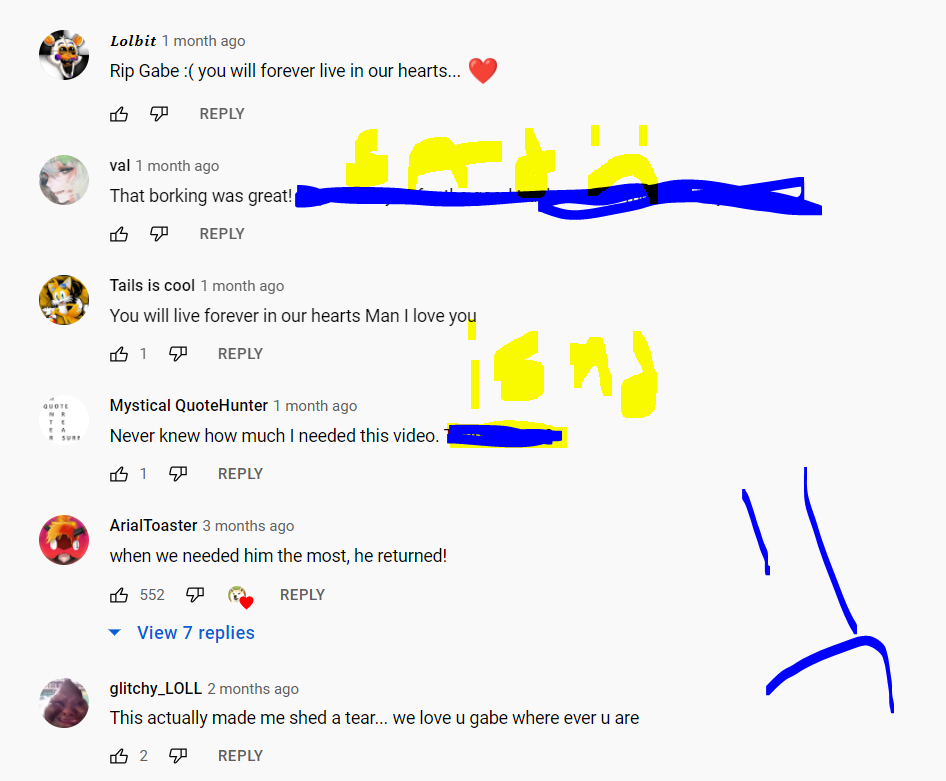 Lolbit 1 month ago
Rip Gabe :( you will forever live in our hearts... ❤️
REPLY
val 1 month ago
That borking was great!
REPLY
Tails is cool 1 month ago
You will live forever in our hearts Man I love you
1 REPLY
QUOTE
Mystical QuoteHunter 1 month ago
Never knew how much I needed this video.
1 REPLY
ArialToaster 3 months ago
when we needed him the most, he returned!
552 REPLY
View 7 replies
glitchy_LOLL 2 months ago
This actually made me shed a tear... we love u gabe where ever u are
2 REPLY